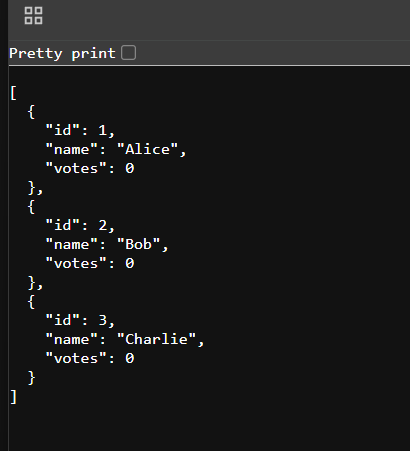 Pretty print
[
  {
    "id": 1,
    "name": "Alice",
    "votes": 0
  },
  {
    "id": 2,
    "name": "Bob",
    "votes": 0
  },
  {
    "id": 3,
    "name": "Charlie",
    "votes": 0
  }
]